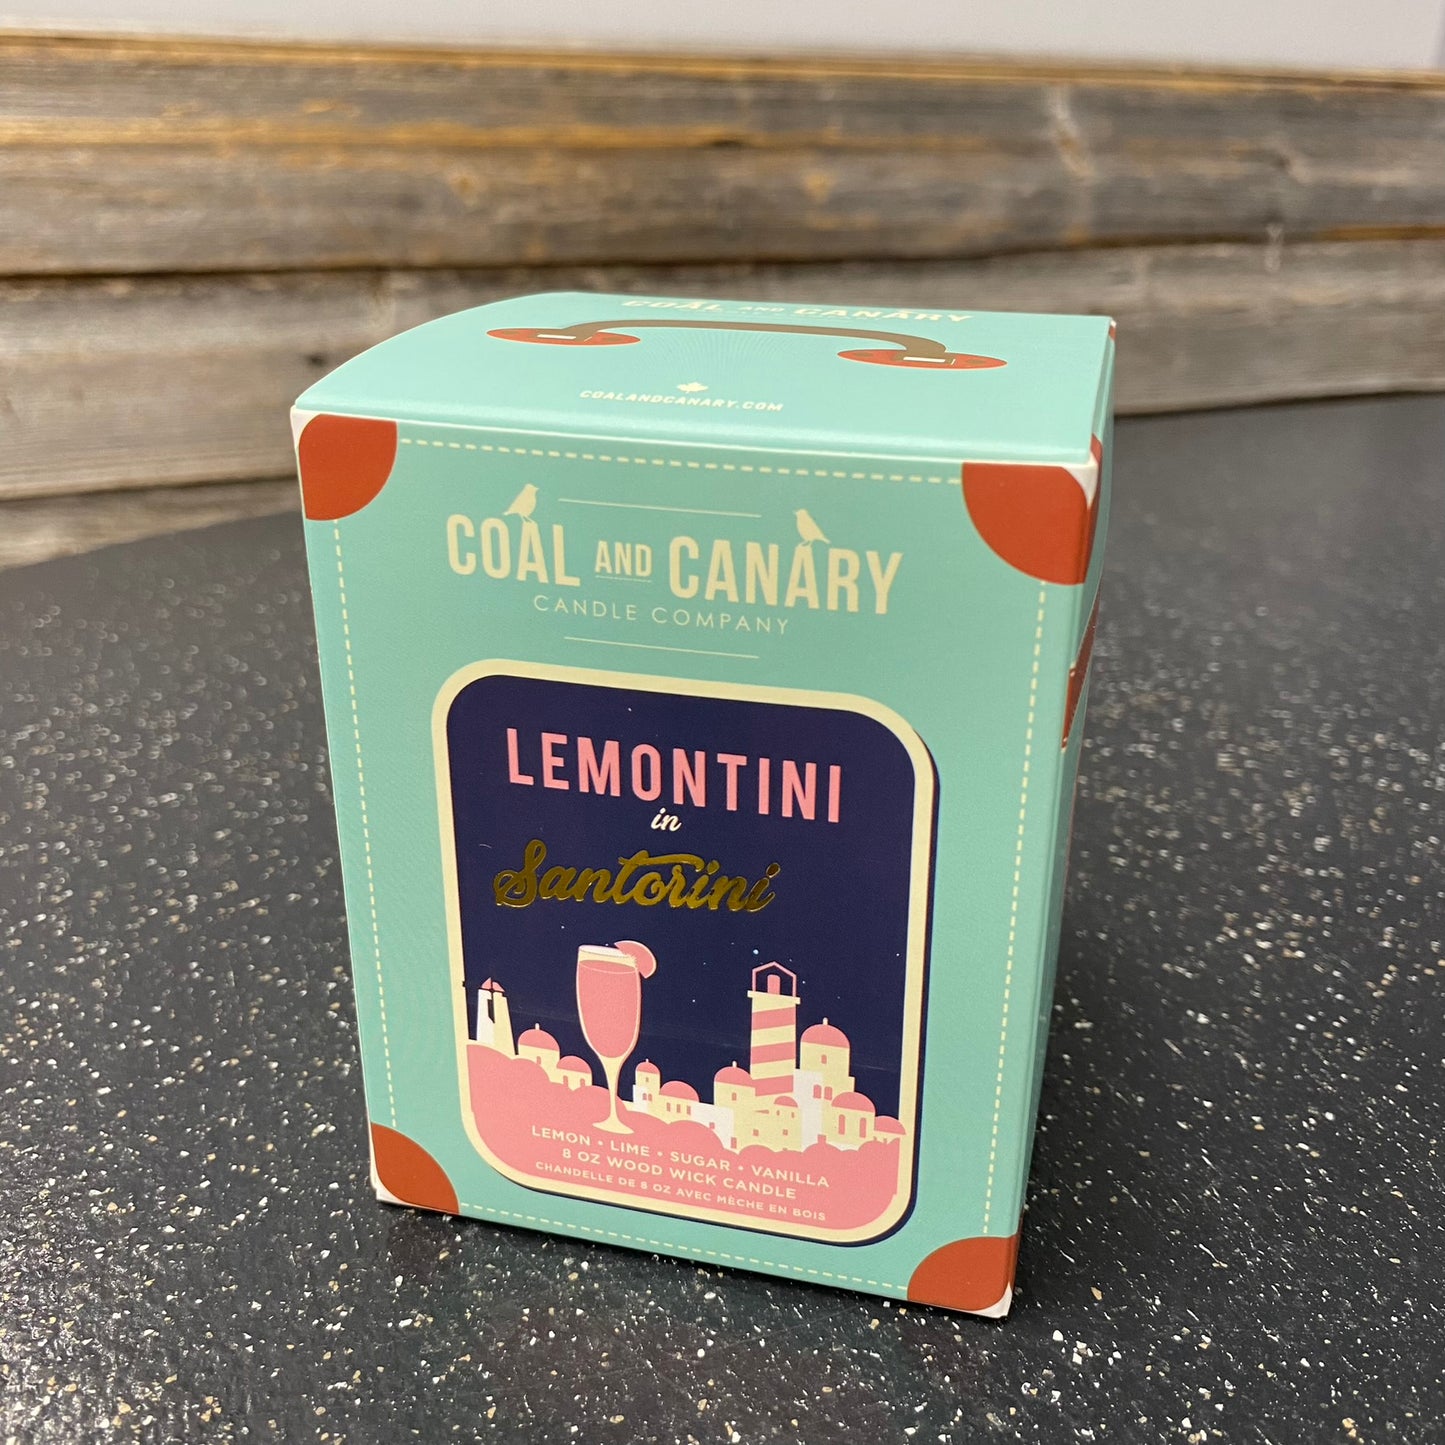 COAL AND CANARY
COALANDCANARY.COM
COAL AND CANARY
CANDLE COMPANY
LEMONTINI
in
Santorini
LEMON • LIME • SUGAR • VANILLA
8 OZ WOOD WICK CANDLE
CHANDELLE DE 8 OZ AVEC MÈCHE EN BOIS